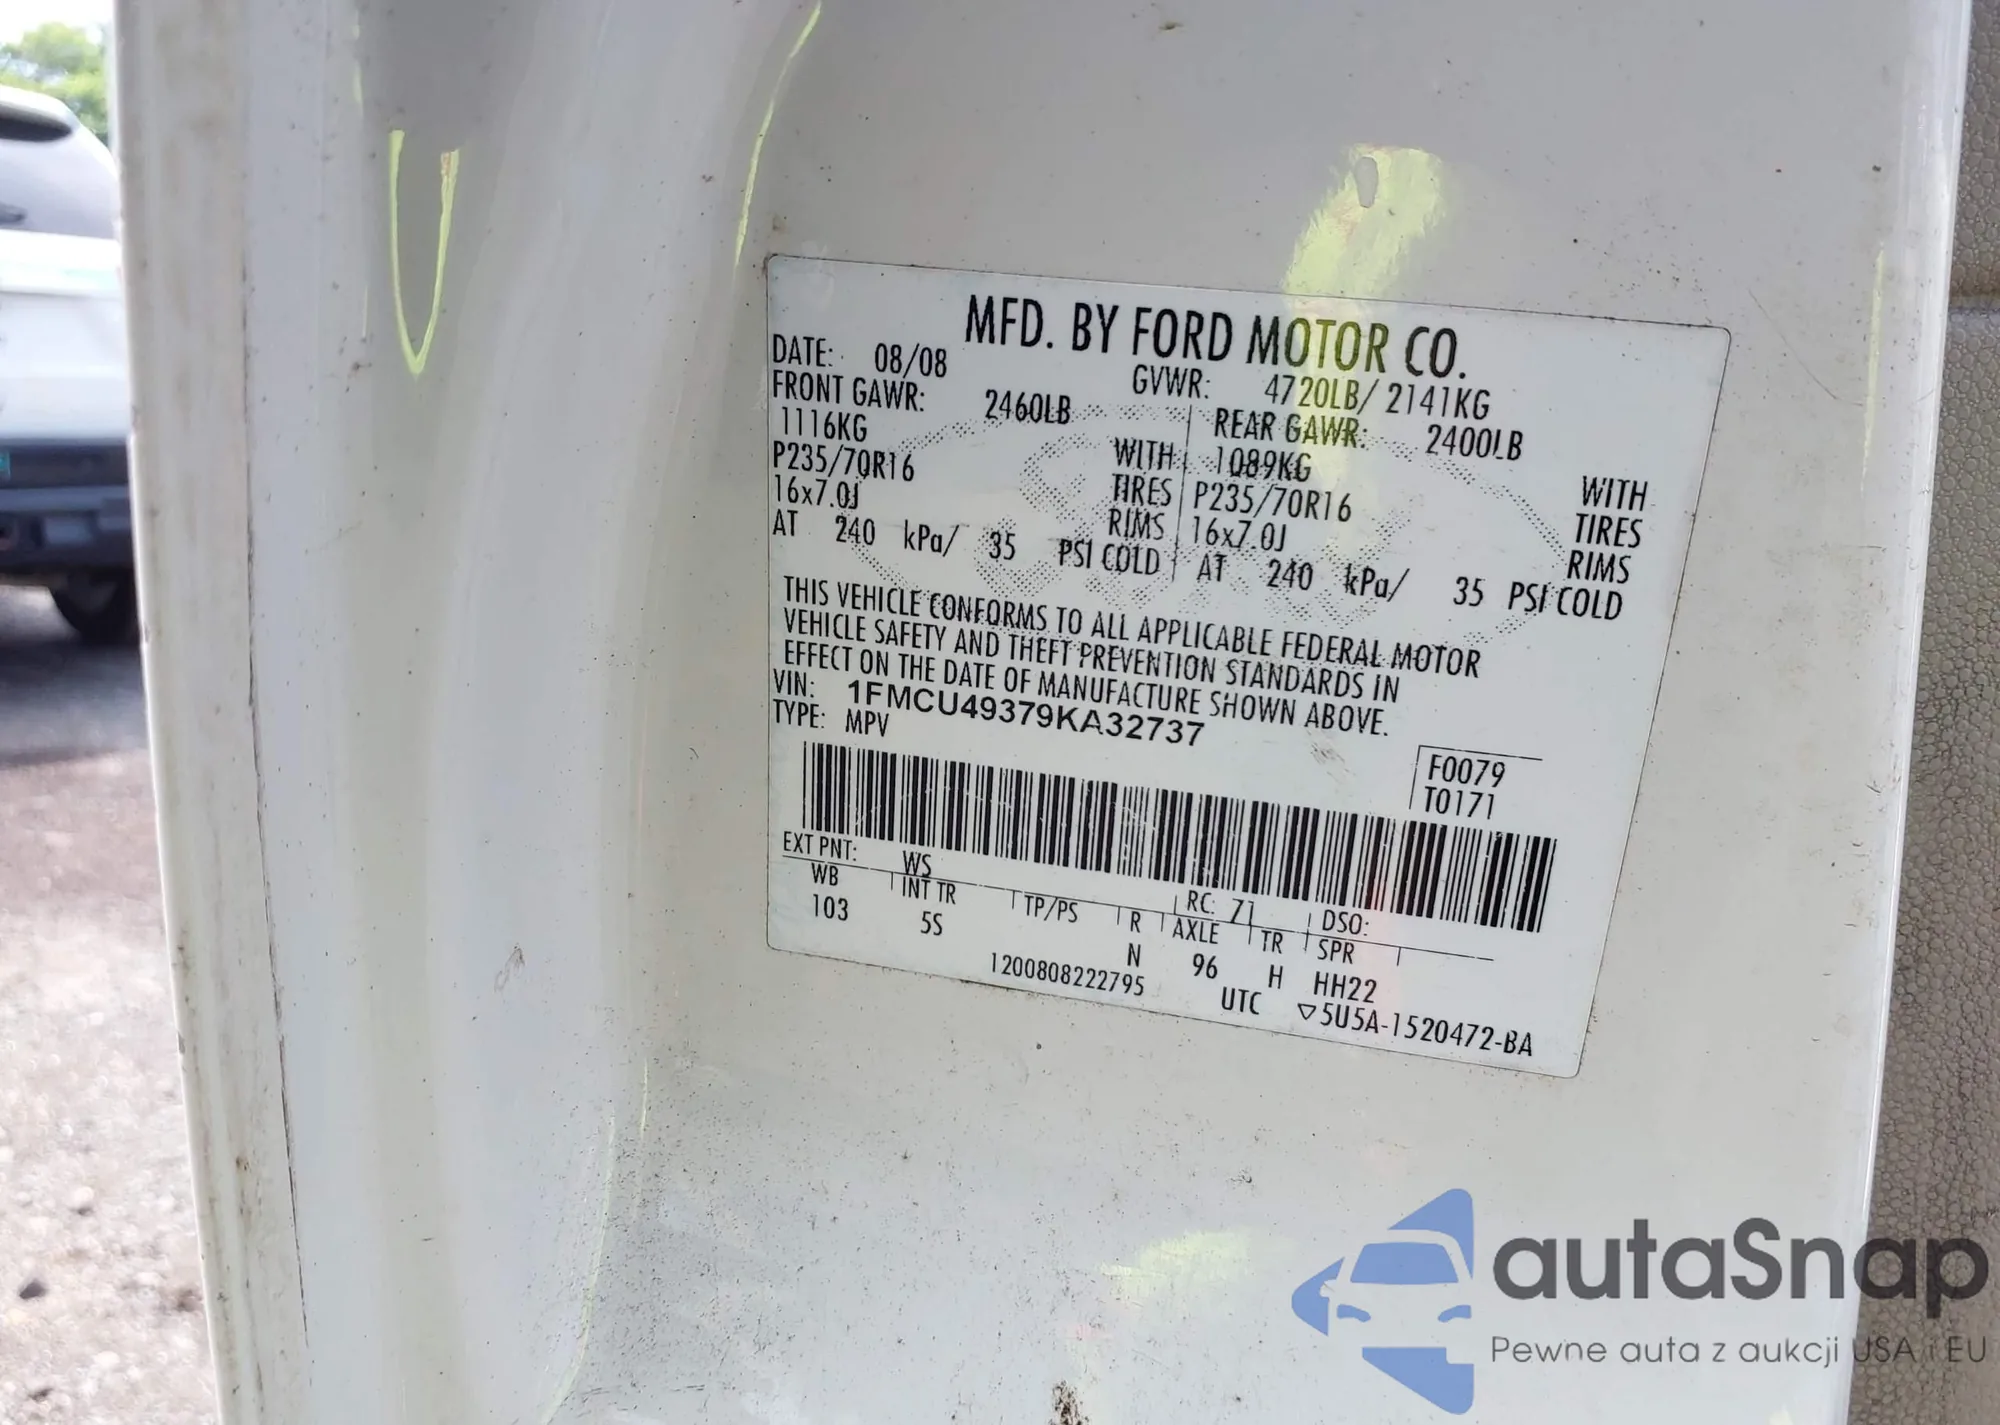 MFD. BY FORD MOTOR CO.
DATE: 08/08 GVWR: 4720LB/ 2141KG
FRONT GAWR: 2460LB REAR GAWR: 2400LB
1116KG WITH 1089KG WITH
P235/70R16 TIRES P235/70R16 TIRES
16x7.0J RIMS 16x7.0J RIMS
AT 240 kPa/ 35 PSI COLD AT 240 kPa/ 35 PSI COLD
THIS VEHICLE CONFORMS TO ALL APPLICABLE FEDERAL MOTOR
VEHICLE SAFETY AND THEFT PREVENTION STANDARDS IN
EFFECT ON THE DATE OF MANUFACTURE SHOWN ABOVE.
VIN: 1FMCU49379KA32737
TYPE: MPV
F0079
T0171
EXT PNT: WS RC: 71 DSO:
WB INT TR TP/PS R AXLE TR SPR
103 5S N 96 H HH22
1200808222795 UTC ▽5U5A-1520472-BA
autaSnap
Pewne auta z aukcji USA i EU